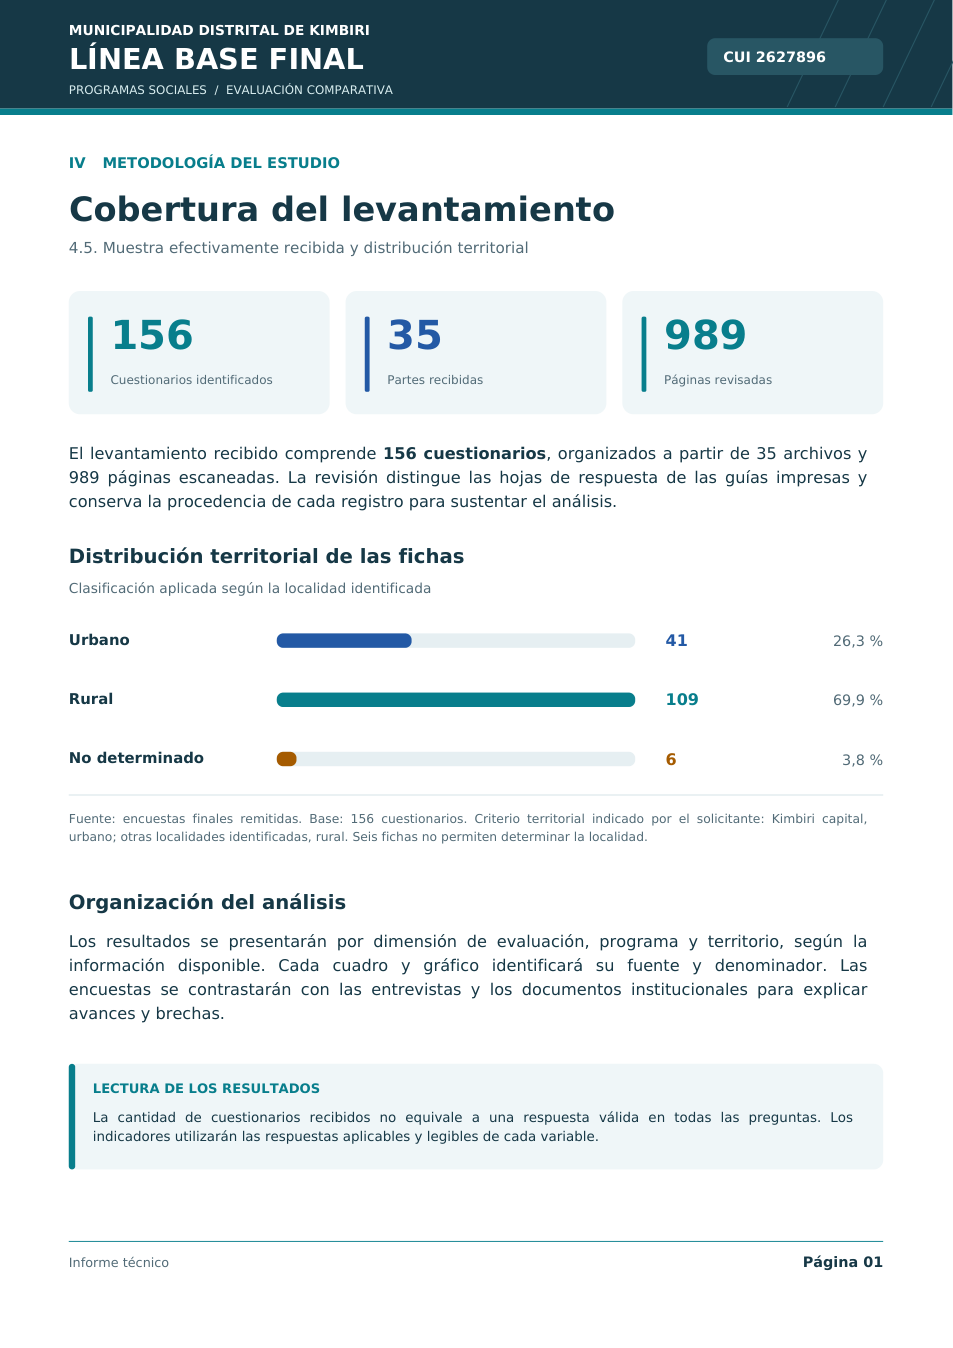 MUNICIPALIDAD DISTRITAL DE KIMBIRI
LÍNEA BASE FINAL
PROGRAMAS SOCIALES / EVALUACIÓN COMPARATIVA
CUI 2627896
IV METODOLOGÍA DEL ESTUDIO
Cobertura del levantamiento
4.5. Muestra efectivamente recibida y distribución territorial
156
Cuestionarios identificados
35
Partes recibidas
989
Páginas revisadas
El levantamiento recibido comprende 156 cuestionarios, organizados a partir de 35 archivos y
989 páginas escaneadas. La revisión distingue las hojas de respuesta de las guías impresas y
conserva la procedencia de cada registro para sustentar el análisis.
Distribución territorial de las fichas
Clasificación aplicada según la localidad identificada
Urbano 41 26,3 %
Rural 109 69,9 %
No determinado 6 3,8 %
Fuente: encuestas finales remitidas. Base: 156 cuestionarios. Criterio territorial indicado por el solicitante: Kimbiri capital,
urbano; otras localidades identificadas, rural. Seis fichas no permiten determinar la localidad.
Organización del análisis
Los resultados se presentarán por dimensión de evaluación, programa y territorio, según la
información disponible. Cada cuadro y gráfico identificará su fuente y denominador. Las
encuestas se contrastarán con las entrevistas y los documentos institucionales para explicar
avances y brechas.
LECTURA DE LOS RESULTADOS
La cantidad de cuestionarios recibidos no equivale a una respuesta válida en todas las preguntas. Los
indicadores utilizarán las respuestas aplicables y legibles de cada variable.
Informe técnico
Página 01